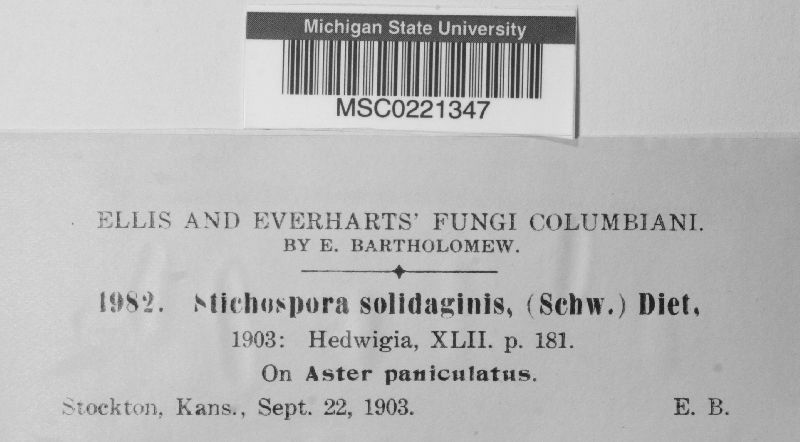 Michigan State University
MSC0221347
ELLIS AND EVERHARTS' FUNGI COLUMBIANI.
BY E. BARTHOLOMEW.
1982. Stichospora solidaginis, (Schw.) Diet,
1903: Hedwigia, XLII. p. 181.
On Aster paniculatus.
Stockton, Kans., Sept. 22, 1903. E. B.